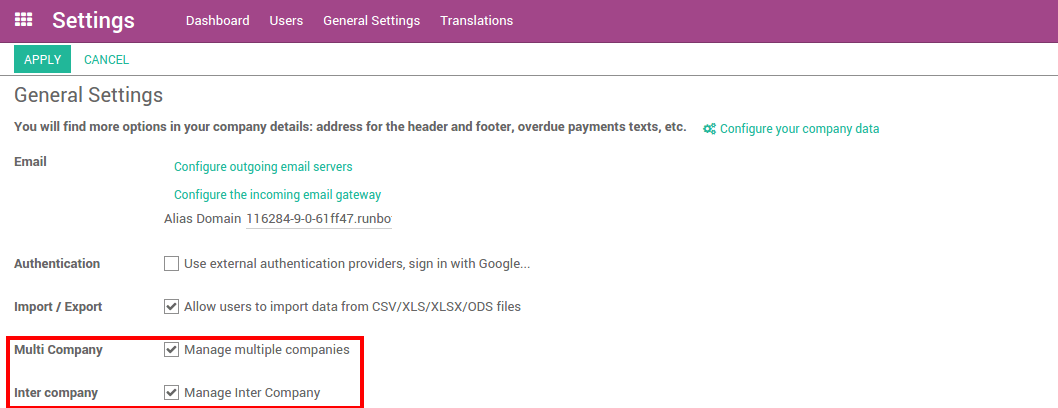 Settings Dashboard Users General Settings Translations
APPLY CANCEL
General Settings
You will find more options in your company details: address for the header and footer, overdue payments texts, etc. Configure your company data
Email Configure outgoing email servers
Configure the incoming email gateway
Alias Domain 116284-9-0-61ff47.runbo
Authentication Use external authentication providers, sign in with Google...
Import / Export Allow users to import data from CSV/XLS/XLSX/ODS files
Multi Company Manage multiple companies
Inter company Manage Inter Company